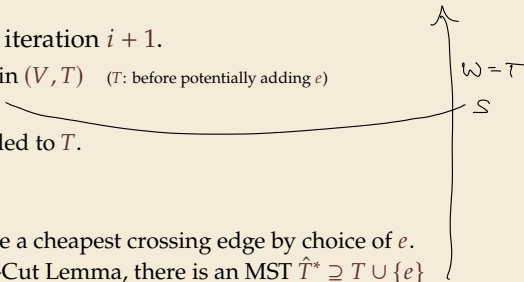 iteration i + 1.
in (V, T) (T: before potentially adding e)
W = T
S
led to T.
e a cheapest crossing edge by choice of e.
-Cut Lemma, there is an MST T̂* ⊇ T ∪ {e}